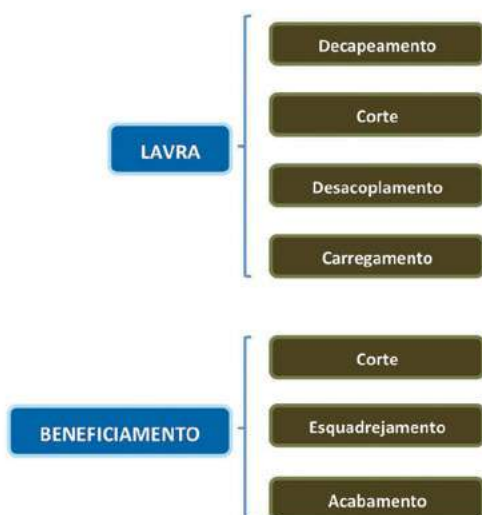 LAVRA
Decapeamento
Corte
Desacoplamento
Carregamento
BENEFICIAMENTO
Corte
Esquadrejamento
Acabamento